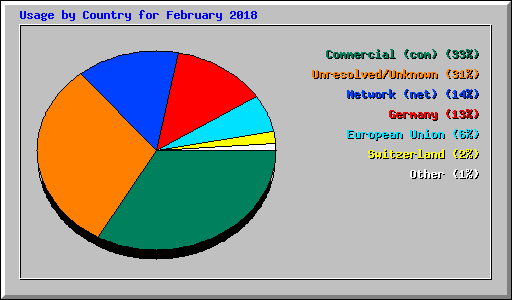 Usage by Country for February 2018
Commercial (com) (33%)
Unresolved/Unknown (31%)
Network (net) (14%)
Germany (13%)
European Union (6%)
Switzerland (2%)
Other (1%)